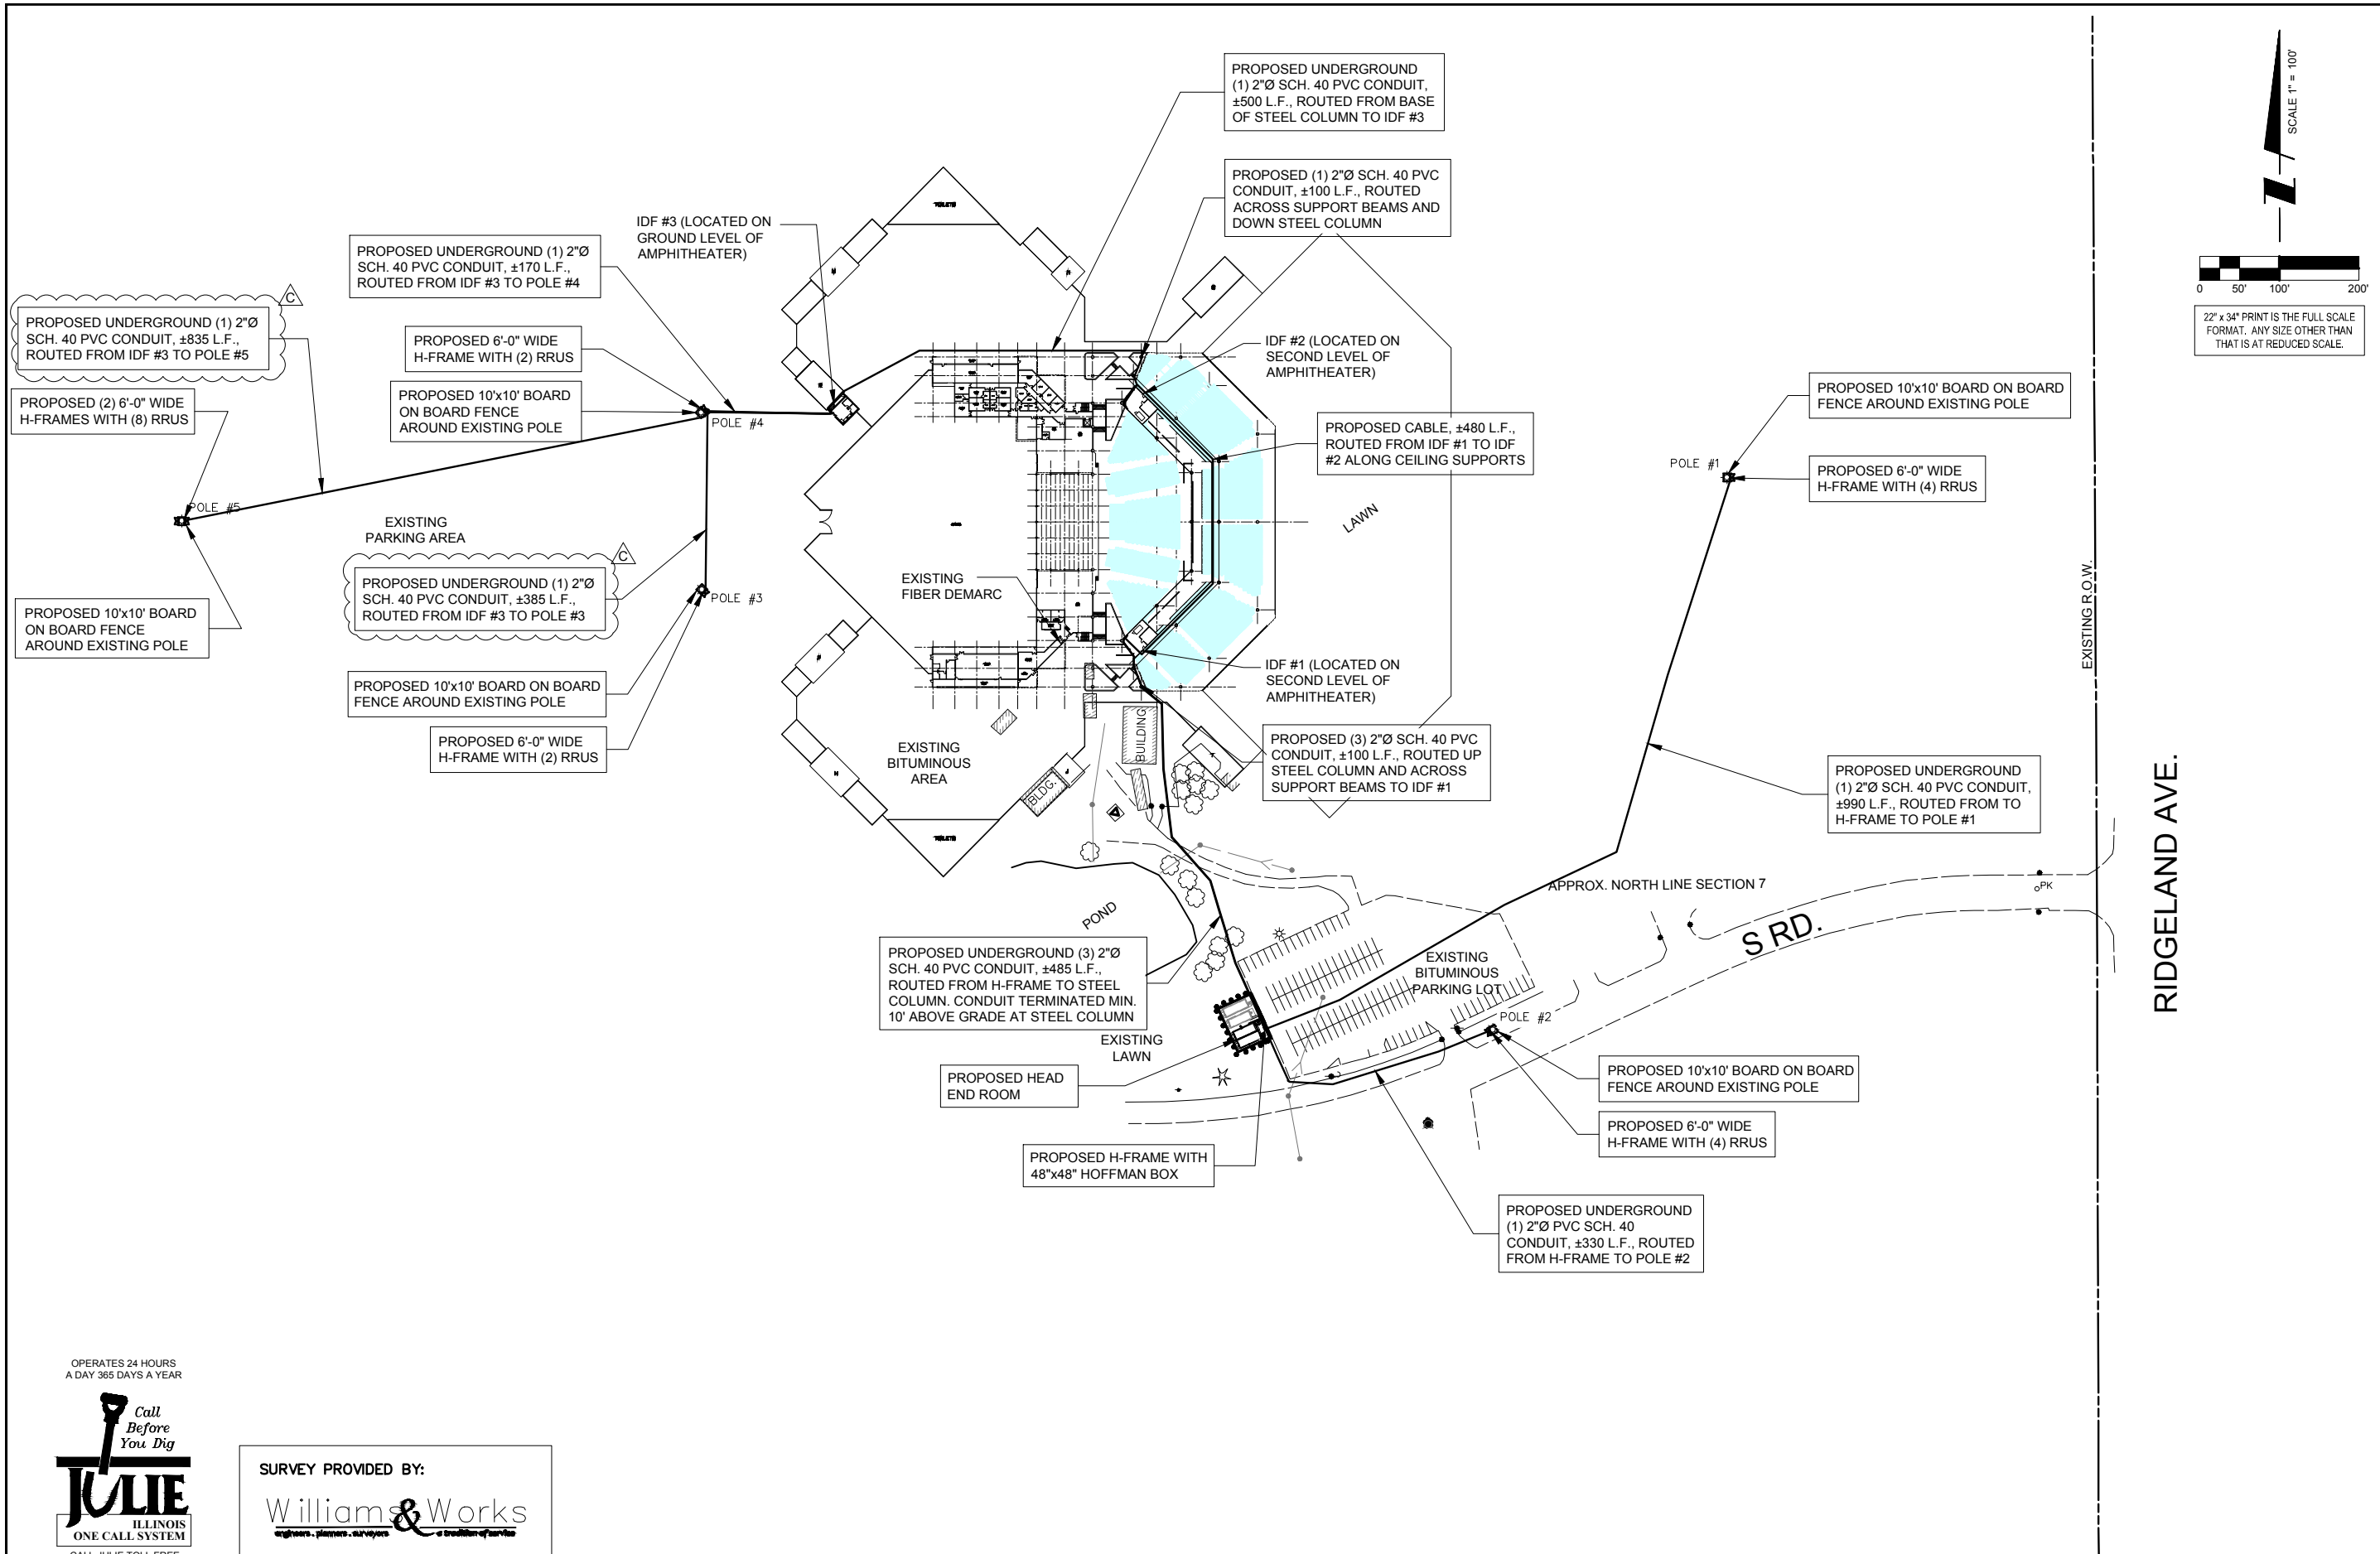 PROPOSED UNDERGROUND
(1) 2"Ø SCH. 40 PVC CONDUIT,
±500 L.F., ROUTED FROM BASE
OF STEEL COLUMN TO IDF #3
PROPOSED (1) 2"Ø SCH. 40 PVC
CONDUIT, ±100 L.F., ROUTED
ACROSS SUPPORT BEAMS AND
DOWN STEEL COLUMN
SCALE 1" = 100'
N
0 50' 100' 200'
22" x 34" PRINT IS THE FULL SCALE
FORMAT. ANY SIZE OTHER THAN
THAT IS AT REDUCED SCALE.
IDF #3 (LOCATED ON
GROUND LEVEL OF
AMPHITHEATER)
PROPOSED UNDERGROUND (1) 2"Ø
SCH. 40 PVC CONDUIT, ±170 L.F.,
ROUTED FROM IDF #3 TO POLE #4
C
PROPOSED UNDERGROUND (1) 2"Ø
SCH. 40 PVC CONDUIT, ±835 L.F.,
ROUTED FROM IDF #3 TO POLE #5
PROPOSED 6'-0" WIDE
H-FRAME WITH (2) RRUS
PROPOSED (2) 6'-0" WIDE
H-FRAMES WITH (8) RRUS
PROPOSED 10'x10' BOARD
ON BOARD FENCE
AROUND EXISTING POLE
POLE #4
TOILETS
IDF #2 (LOCATED ON
SECOND LEVEL OF
AMPHITHEATER)
PROPOSED CABLE, ±480 L.F.,
ROUTED FROM IDF #1 TO IDF
#2 ALONG CEILING SUPPORTS
PROPOSED 10'x10' BOARD ON BOARD
FENCE AROUND EXISTING POLE
POLE #1
PROPOSED 6'-0" WIDE
H-FRAME WITH (4) RRUS
POLE #5
EXISTING
PARKING AREA
LAWN
C
PROPOSED UNDERGROUND (1) 2"Ø
SCH. 40 PVC CONDUIT, ±385 L.F.,
ROUTED FROM IDF #3 TO POLE #3
POLE #3
EXISTING
FIBER DEMARC
EXISTING R.O.W.
PROPOSED 10'x10' BOARD
ON BOARD FENCE
AROUND EXISTING POLE
PROPOSED 10'x10' BOARD ON BOARD
FENCE AROUND EXISTING POLE
PROPOSED 6'-0" WIDE
H-FRAME WITH (2) RRUS
IDF #1 (LOCATED ON
SECOND LEVEL OF
AMPHITHEATER)
EXISTING
BITUMINOUS
AREA
BUILDING
BLDG.
PROPOSED (3) 2"Ø SCH. 40 PVC
CONDUIT, ±100 L.F., ROUTED UP
STEEL COLUMN AND ACROSS
SUPPORT BEAMS TO IDF #1
PROPOSED UNDERGROUND
(1) 2"Ø SCH. 40 PVC CONDUIT,
±990 L.F., ROUTED FROM TO
H-FRAME TO POLE #1
RIDGELAND AVE.
TOILETS
APPROX. NORTH LINE SECTION 7
PK
POND
S RD.
PROPOSED UNDERGROUND (3) 2"Ø
SCH. 40 PVC CONDUIT, ±485 L.F.,
ROUTED FROM H-FRAME TO STEEL
COLUMN. CONDUIT TERMINATED MIN.
10' ABOVE GRADE AT STEEL COLUMN
EXISTING
BITUMINOUS
PARKING LOT
POLE #2
EXISTING
LAWN
PROPOSED HEAD
END ROOM
PROPOSED 10'x10' BOARD ON BOARD
FENCE AROUND EXISTING POLE
PROPOSED 6'-0" WIDE
H-FRAME WITH (4) RRUS
PROPOSED H-FRAME WITH
48"x48" HOFFMAN BOX
PROPOSED UNDERGROUND
(1) 2"Ø PVC SCH. 40
CONDUIT, ±330 L.F., ROUTED
FROM H-FRAME TO POLE #2
OPERATES 24 HOURS
A DAY 365 DAYS A YEAR
Call
Before
You Dig
JULIE
ILLINOIS
ONE CALL SYSTEM
CALL JULIE TOLL FREE
SURVEY PROVIDED BY:
Williams & Works
engineers . planners . surveyors a tradition of service